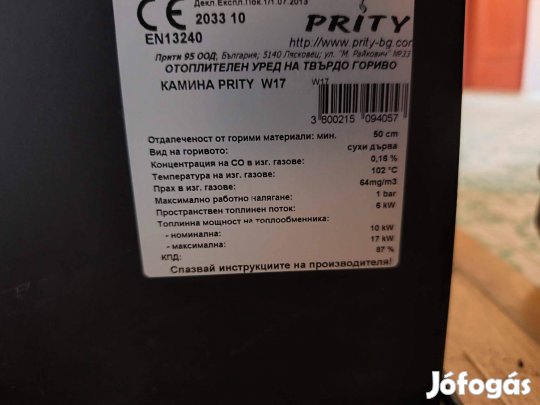 Декл.Експл.Пок.1/1.07.2013
CE 2033 10
EN13240
PRITY
http://www.prity-bg.com
Прити 95 ООД, България; 5140 Лясковец, ул. "М. Райкович" №33
ОТОПЛИТЕЛЕН УРЕД НА ТВЪРДО ГОРИВО
КАМИНА PRITY W17 W17
3 800215 094057
Отдалеченост от горими материали: мин. 50 cm
Вид на горивото: сухи дърва
Концентрация на CO в изг. газове: 0,16 %
Температура на изг. газове: 102 °C
Прах в изг. газове: 64mg/m3
Максимално работно налягане: 1 bar
Пространствен топлинен поток: 6 kW
Топлинна мощност на топлообменника:
- номинална: 10 kW
- максимална: 17 kW
КПД: 87 %
Спазвай инструкциите на производителя!
Jófogás